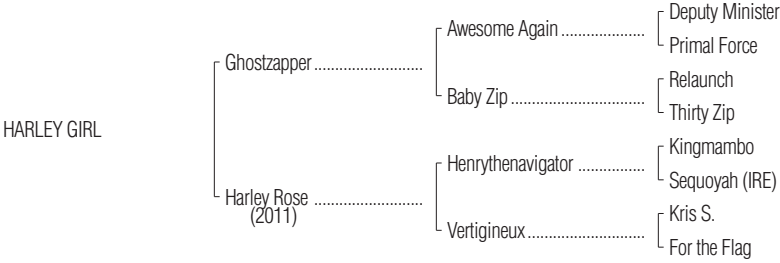 Deputy Minister
Awesome Again
Primal Force
Ghostzapper
Relaunch
Baby Zip
Thirty Zip
HARLEY GIRL
Kingmambo
Henrythenavigator
Sequoyah (IRE)
Harley Rose
(2011)
Kris S.
Vertigineux
For the Flag